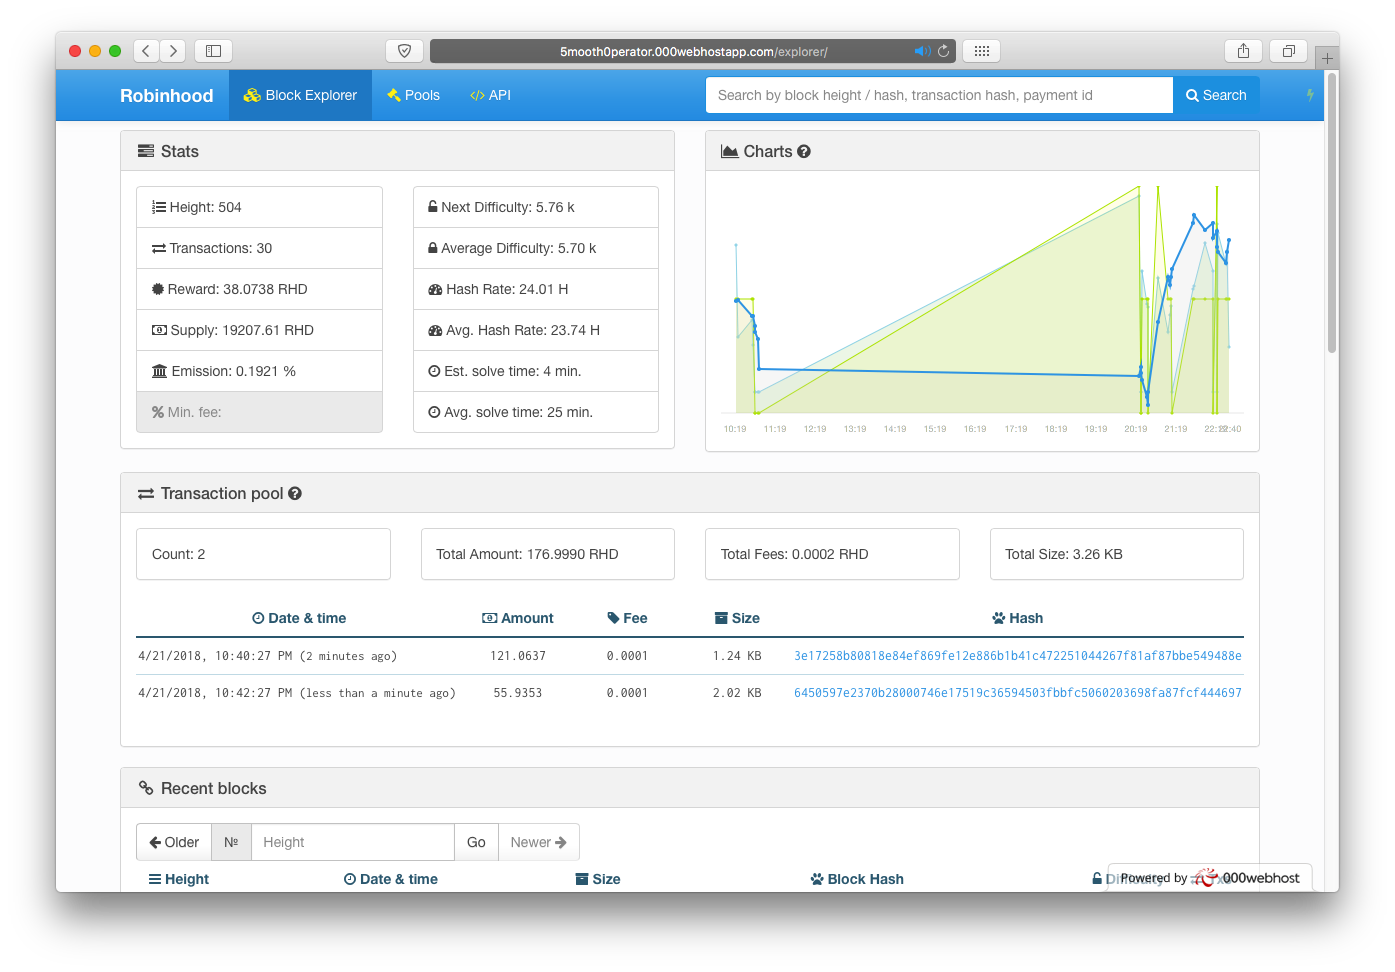 5mooth0perator.000webhostapp.com/explorer/
Robinhood
Block Explorer
Pools
API
Search by block height / hash, transaction hash, payment id
Search
Stats
Height: 504
Next Difficulty: 5.76 k
Transactions: 30
Average Difficulty: 5.70 k
Reward: 38.0738 RHD
Hash Rate: 24.01 H
Supply: 19207.61 RHD
Avg. Hash Rate: 23.74 H
Emission: 0.1921 %
Est. solve time: 4 min.
Min. fee:
Avg. solve time: 25 min.
Charts
10:19 11:19 12:19 13:19 14:19 15:19 16:19 17:19 18:19 19:19 20:19 21:19 22:19 22:40
Transaction pool
Count: 2
Total Amount: 176.9990 RHD
Total Fees: 0.0002 RHD
Total Size: 3.26 KB
Date & time Amount Fee Size Hash
4/21/2018, 10:40:27 PM (2 minutes ago) 121.0637 0.0001 1.24 KB 3e17258b80818e84ef869fe12e886b1b41c472251044267f81af87bbe549488e
4/21/2018, 10:42:27 PM (less than a minute ago) 55.9353 0.0001 2.02 KB 6450597e2370b28000746e17519c36594503fbbfc5060203698fa87fcf444697
Recent blocks
Older № Height Go Newer
Height Date & time Size Block Hash Difficulty
Powered by 000webhost